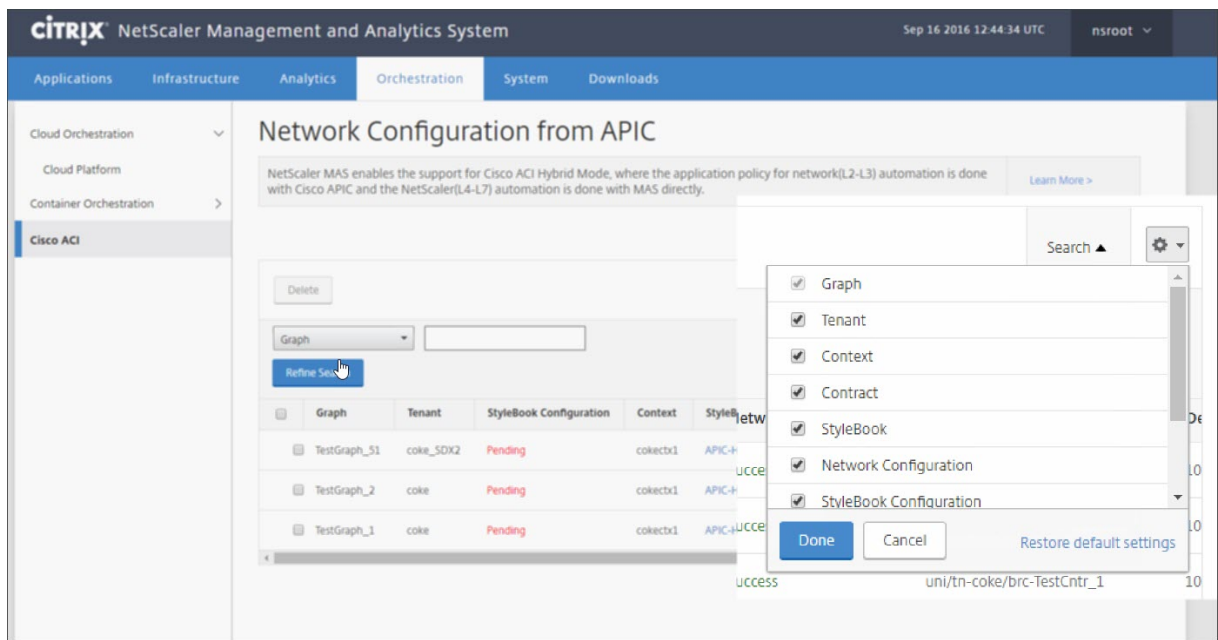 CİTRIX NetScaler Management and Analytics System
Sep 16 2016 12:44:34 UTC
nsroot
Applications Infrastructure Analytics Orchestration System Downloads
Cloud Orchestration
Cloud Platform
Container Orchestration
Cisco ACI
Network Configuration from APIC
NetScaler MAS enables the support for Cisco ACI Hybrid Mode, where the application policy for network(L2-L3) automation is done
with Cisco APIC and the NetScaler(L4-L7) automation is done with MAS directly.
Learn More >
Delete
Graph
Refine
Graph Tenant StyleBook Configuration Context
TestGraph_51 coke_SDX2 Pending cokectx1
TestGraph_2 coke Pending cokectx1
TestGraph_1 coke Pending cokectx1
Search
Graph
Tenant
Context
Contract
StyleBook
Network Configuration
StyleBook Configuration
Done Cancel Restore default settings
uccess uni/tn-coke/brc-TestCntr_1 10